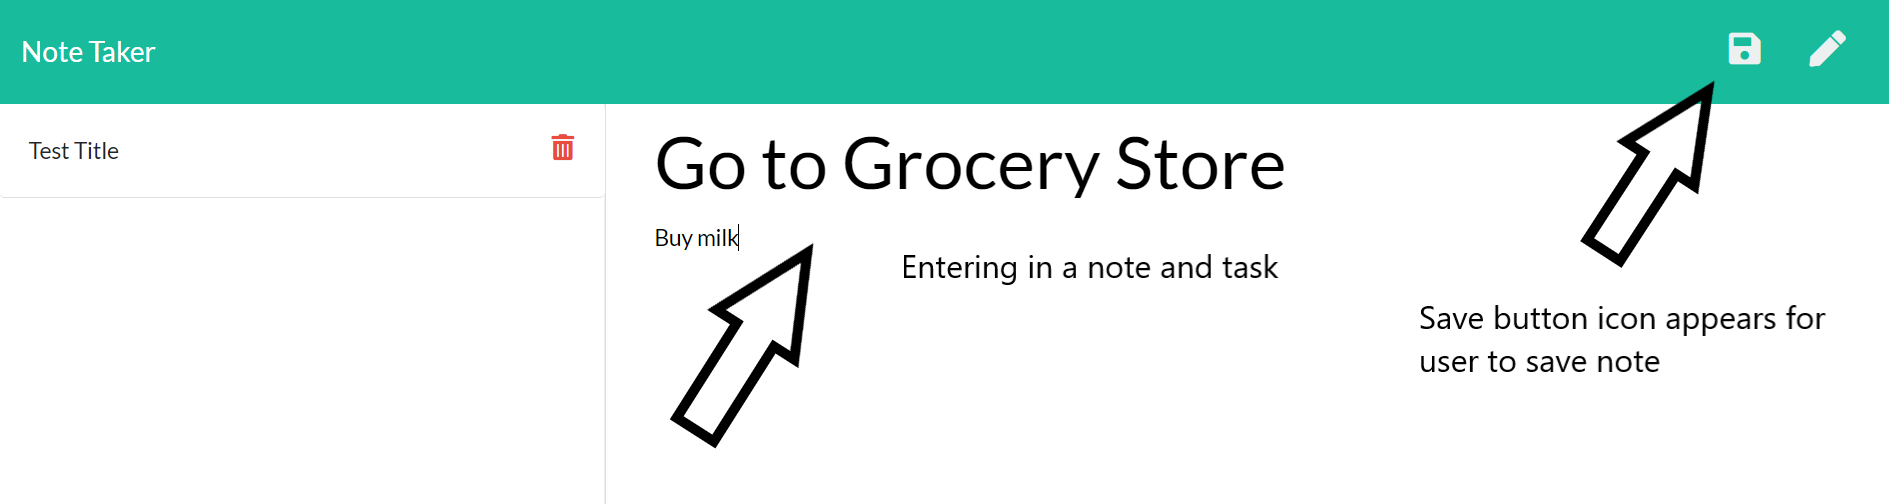 Note Taker
Test Title
Go to Grocery Store
Buy milk
Entering in a note and task
Save button icon appears for
user to save note